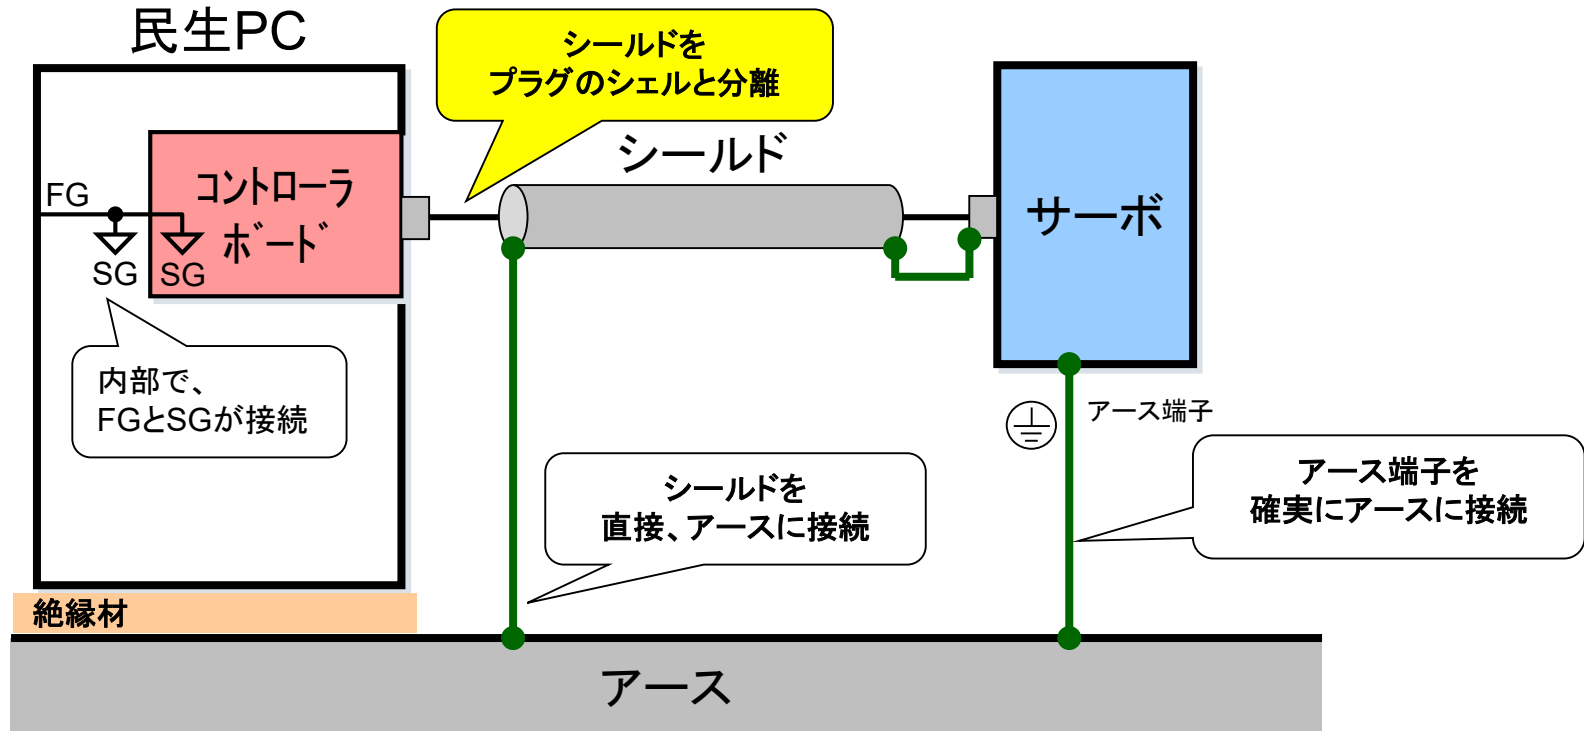 民生PC
シールドを
プラグのシェルと分離
シールド
コントローラ
ボード
サーボ
FG
SG
SG
内部で、
FGとSGが接続
アース端子
シールドを
直接、アースに接続
アース端子を
確実にアースに接続
絶縁材
アース